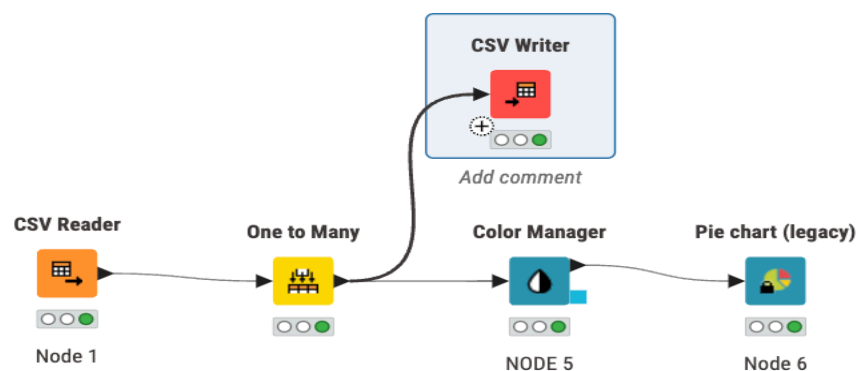 CSV Writer
Add comment
CSV Reader
One to Many
Color Manager
Pie chart (legacy)
Node 1
NODE 5
Node 6